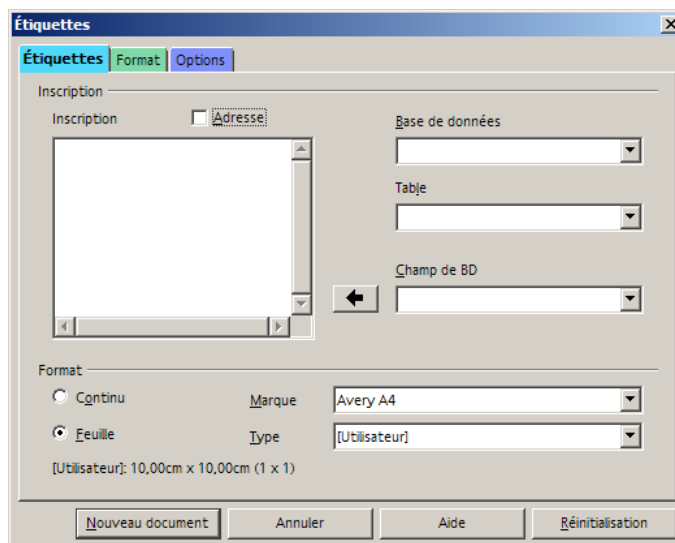 Étiquettes
Étiquettes Format Options
Inscription
Inscription Adresse
Base de données
Table
Champ de BD
Format
Continu Marque Avery A4
Feuille Type [Utilisateur]
[Utilisateur]: 10,00cm x 10,00cm (1 x 1)
Nouveau document Annuler Aide Réinitialisation